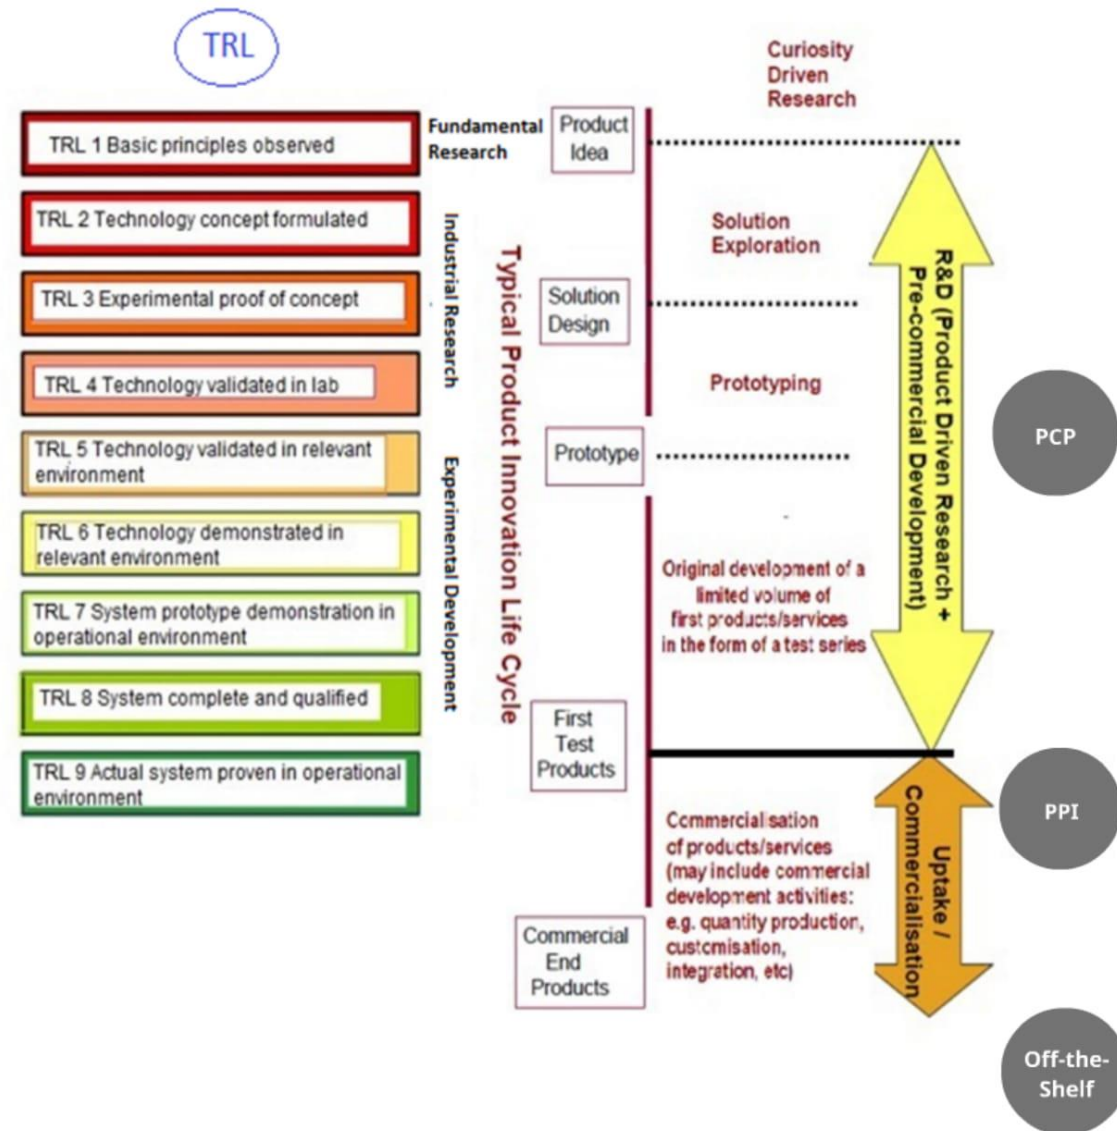 TRL
TRL 1 Basic principles observed
TRL 2 Technology concept formulated
TRL 3 Experimental proof of concept
TRL 4 Technology validated in lab
TRL 5 Technology validated in relevant
environment
TRL 6 Technology demonstrated in
relevant environment
TRL 7 System prototype demonstration in
operational environment
TRL 8 System complete and qualified
TRL 9 Actual system proven in operational
environment
Fundamental
Research
Industrial Research
Experimental Development
Typical Product Innovation Life Cycle
Product
Idea
Solution
Design
Prototype
First
Test
Products
Commercial
End
Products
Curiosity
Driven
Research
Solution
Exploration
Prototyping
Original development of a
limited volume of
first products/services
in the form of a test series
Commercialisation
of products/services
(may include commercial
development activities:
e.g. quantity production,
customisation,
integration, etc)
R&D (Product Driven Research +
Pre-commercial Development)
Uptake /
Commercialisation
PCP
PPI
Off-the-
Shelf